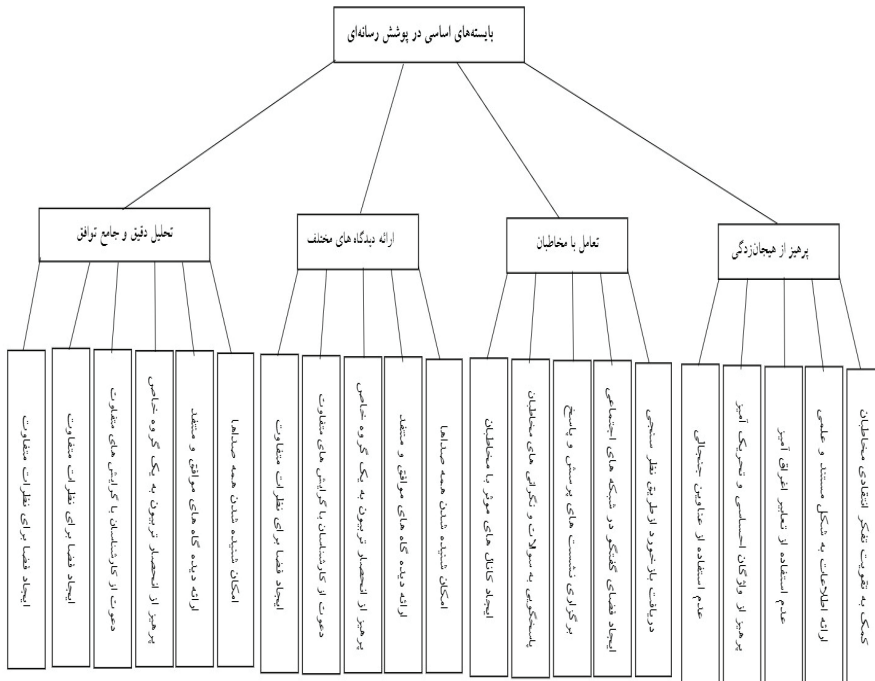 بایسته‌های اساسی در پوشش رسانه‌ای
پرهیز از هیجان‌زدگی
تعامل با مخاطبان
ارائه دیدگاه های مختلف
تحلیل دقیق و جامع توافق
کمک به تقویت تفکر انتقادی مخاطبان
ارائه اطلاعات به شکل مستند و علمی
عدم استفاده از تعابیر اغراق آمیز
پرهیز از واژگان احساسی و تحریک آمیز
عدم استفاده از عناوین جنجالی
دریافت بازخورد ازطریق نظر سنجی
ایجاد فضای گفتگو در شبکه های اجتماعی
برگزاری نشست های پرسش و پاسخ
پاسخگویی به سوالات و نگرانی های مخاطبان
ایجاد کانال های موثر با مخاطبان
امکان شنیده شدن همه صداها
ارائه دیده گاه های موافق و منتقد
پرهیز از انحصار تریبون به یک گروه خاص
دعوت از کارشناسان با گرایش های متفاوت
ایجاد فضا برای نظرات متفاوت
امکان شنیده شدن همه صداها
ارائه دیده گاه های موافق و منتقد
پرهیز از انحصار تریبون به یک گروه خاص
دعوت از کارشناسان با گرایش های متفاوت
ایجاد فضا برای نظرات متفاوت
ایجاد فضا برای نظرات متفاوت